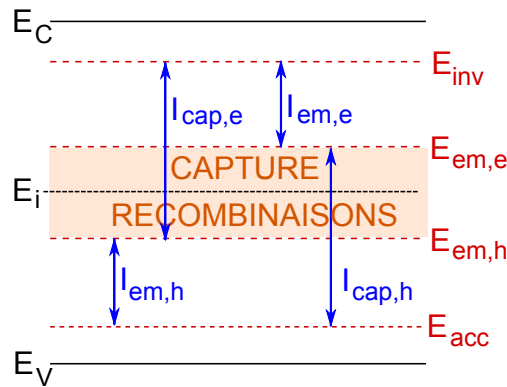 E_C
E_inv
I_cap,e
I_em,e
E_em,e
CAPTURE
E_i
RECOMBINAISONS
E_em,h
I_em,h
I_cap,h
E_acc
E_V